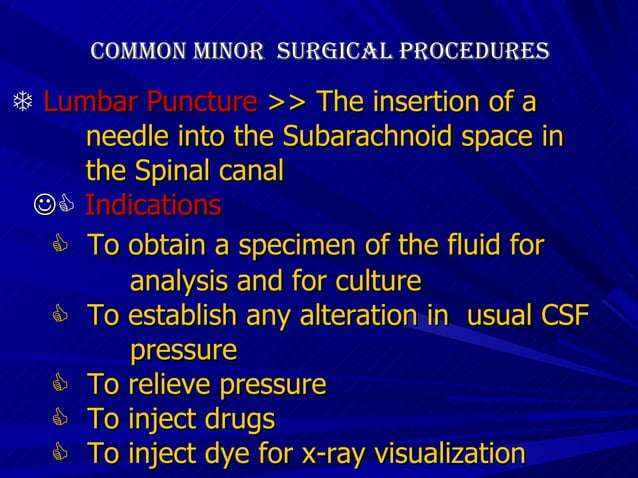 COMMON MINOR SURGICAL PROCEDURES
Lumbar Puncture >> The insertion of a
needle into the Subarachnoid space in
the Spinal canal
Indications
To obtain a specimen of the fluid for
analysis and for culture
To establish any alteration in usual CSF
pressure
To relieve pressure
To inject drugs
To inject dye for x-ray visualization